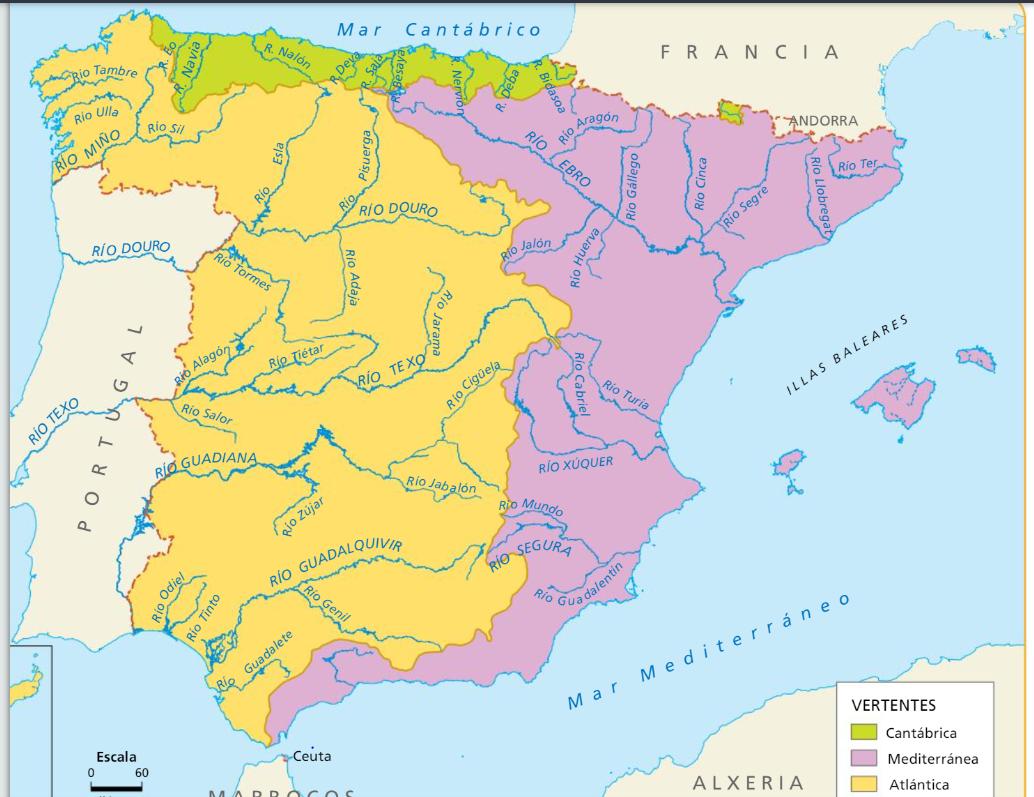 Mar Cantábrico
FRANCIA
ANDORRA
R. Eo
R. Navia
R. Nalón
R. Deva
R. Saja
R. Besaya
R. Nervión
R. Deba
R. Bidasoa
Río Tambre
Río Ulla
RÍO MIÑO
Río Sil
Río Esla
Río Pisuerga
RÍO DOURO
RÍO DOURO
Río Tormes
Río Adaja
Río Jarama
Río Alagón
Río Tiétar
RÍO TEXO
RÍO TEXO
Río Cigüela
Río Salor
PORTUGAL
RÍO GUADIANA
Río Jabalón
Río Zújar
RÍO GUADALQUIVIR
Río Odiel
Río Tinto
Río Genil
Río Guadalete
RÍO EBRO
Río Aragón
Río Gállego
Río Cinca
Río Segre
Río Llobregat
Río Ter
Río Jalón
Río Huerva
Río Cabriel
Río Turia
RÍO XÚQUER
Río Mundo
RÍO SEGURA
Río Guadalentín
ILLAS BALEARES
Mar Mediterráneo
Ceuta
MARROCOS
ALXERIA
Escala
0 60
VERTENTES
Cantábrica
Mediterránea
Atlántica